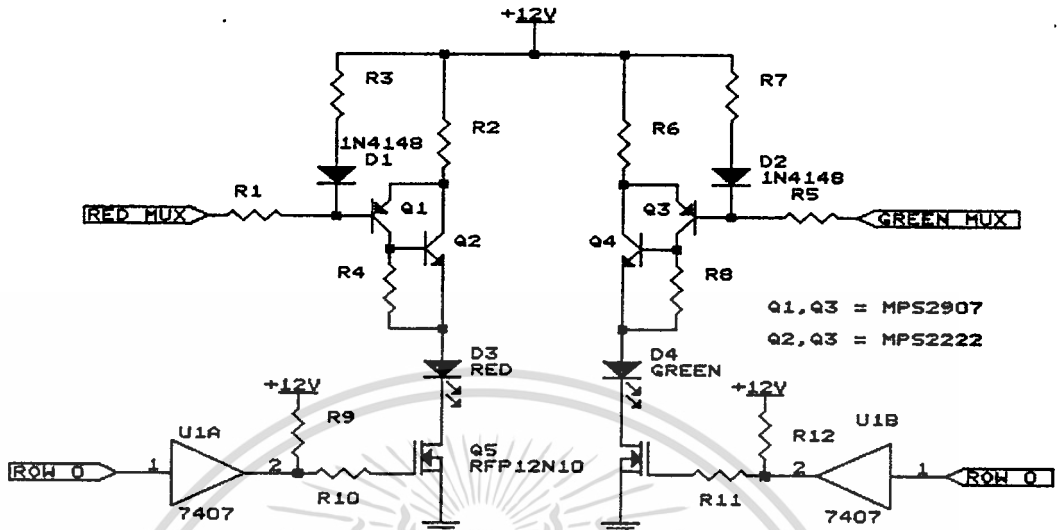 +12V
R3
R2
R6
R7
1N4148
D1
D2
1N4148
R1
R5
RED MUX
Q1
Q3
GREEN MUX
Q2
Q4
R4
R8
Q1,Q3 = MPS2907
Q2,Q3 = MPS2222
D3
RED
D4
GREEN
+12V
+12V
R9
R12
U1A
U1B
Q5
RFP12N10
ROW 0
1
2
2
1
ROW 0
R10
R11
7407
7407